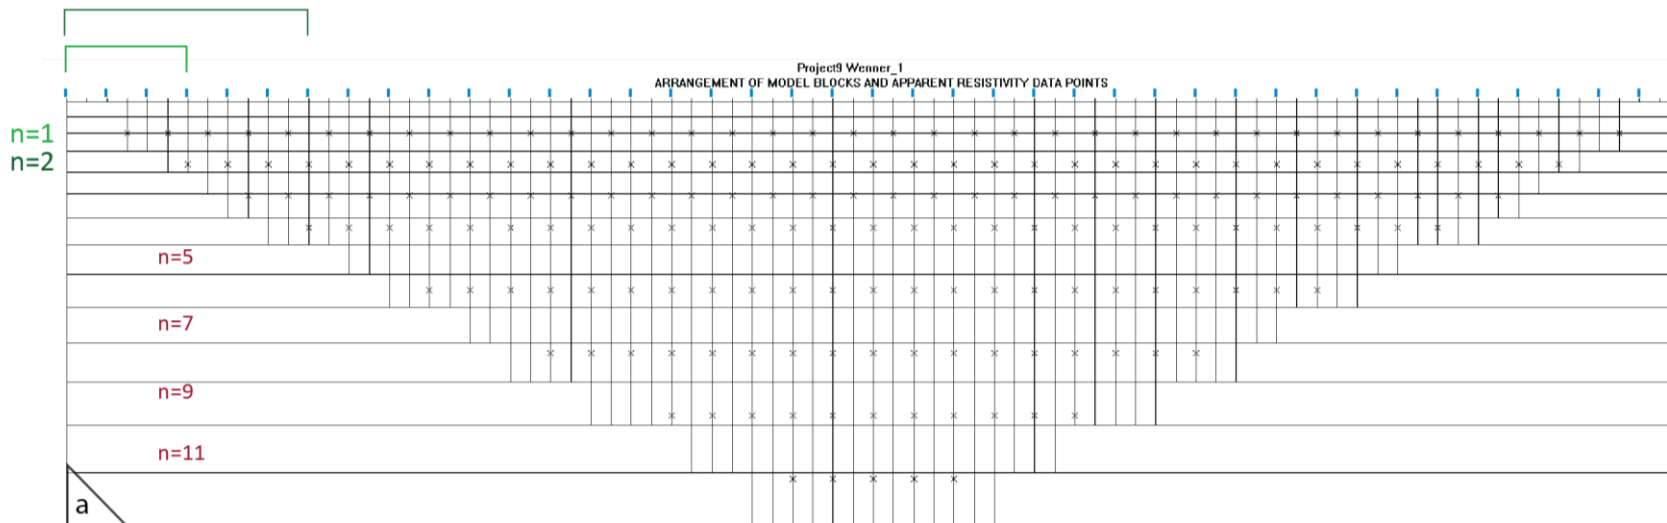 Project9 Wenner_1
ARRANGEMENT OF MODEL BLOCKS AND APPARENT RESISTIVITY DATA POINTS
n=1
n=2
n=5
n=7
n=9
n=11
a